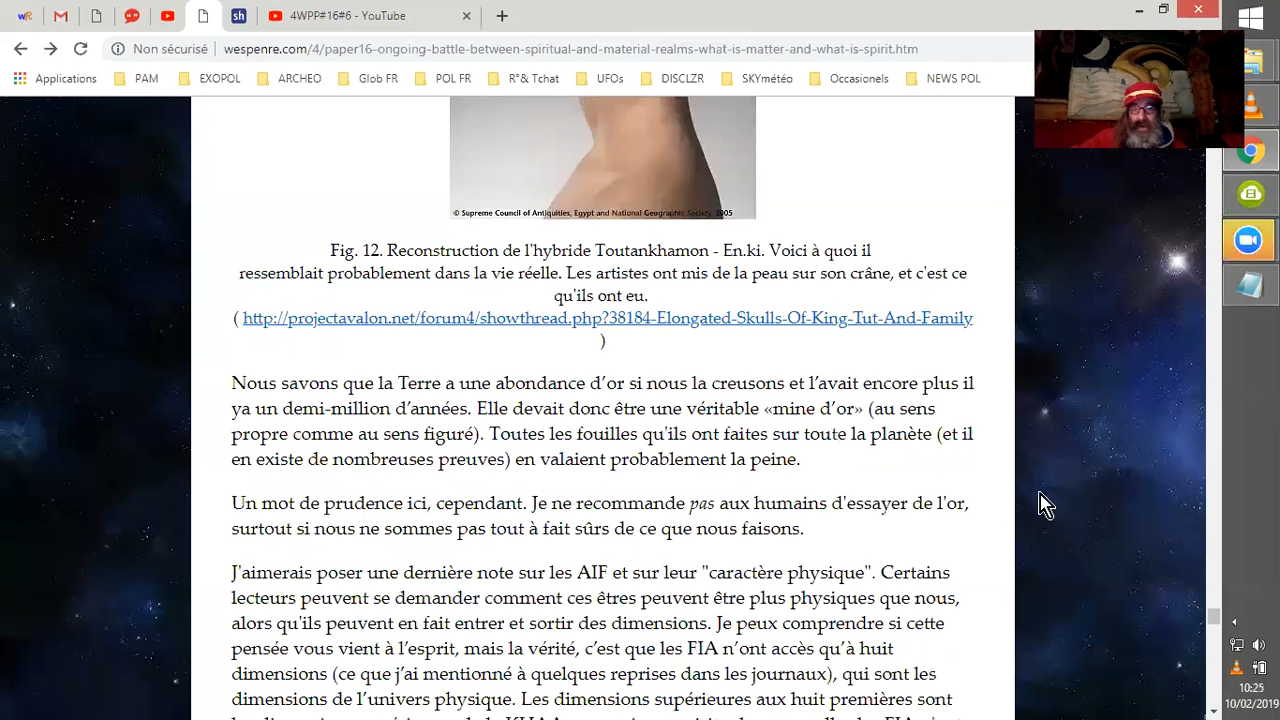 4WPP#16#6 - YouTube
Non sécurisé | wespenre.com/4/paper16-ongoing-battle-between-spiritual-and-material-realms-what-is-matter-and-what-is-spirit.htm
Applications PAM EXOPOL ARCHEO Glob FR POL FR R°& Tchat UFOs DISCLZR SKYmétéo Occasionels NEWS POL
© Supreme Council of Antiquities, Egypt and National Geographic Society, 2005
Fig. 12. Reconstruction de l'hybride Toutankhamon - En.ki. Voici à quoi il
ressemblait probablement dans la vie réelle. Les artistes ont mis de la peau sur son crâne, et c'est ce
qu'ils ont eu.
( http://projectavalon.net/forum4/showthread.php?38184-Elongated-Skulls-Of-King-Tut-And-Family
)
Nous savons que la Terre a une abondance d’or si nous la creusons et l’avait encore plus il
ya un demi-million d’années. Elle devait donc être une véritable «mine d’or» (au sens
propre comme au sens figuré). Toutes les fouilles qu'ils ont faites sur toute la planète (et il
en existe de nombreuses preuves) en valaient probablement la peine.
Un mot de prudence ici, cependant. Je ne recommande pas aux humains d'essayer de l'or,
surtout si nous ne sommes pas tout à fait sûrs de ce que nous faisons.
J'aimerais poser une dernière note sur les AIF et sur leur "caractère physique". Certains
lecteurs peuvent se demander comment ces êtres peuvent être plus physiques que nous,
alors qu'ils peuvent en fait entrer et sortir des dimensions. Je peux comprendre si cette
pensée vous vient à l’esprit, mais la vérité, c’est que les FIA n’ont accès qu’à huit
dimensions (ce que j’ai mentionné à quelques reprises dans les journaux), qui sont les
dimensions de l’univers physique. Les dimensions supérieures aux huit premières sont
10:25
10/02/2019